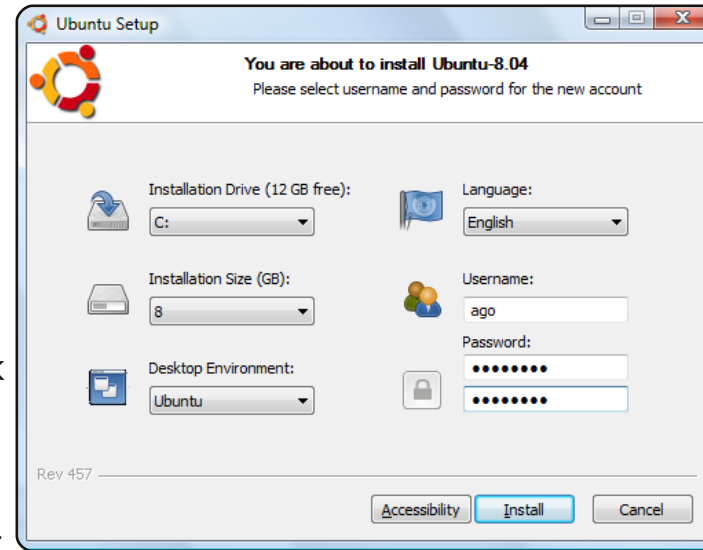 Ubuntu Setup
You are about to install Ubuntu-8.04
Please select username and password for the new account
Installation Drive (12 GB free):
C:
Language:
English
Installation Size (GB):
8
Username:
ago
Password:
●●●●●●●●
Desktop Environment:
Ubuntu
●●●●●●●●
Rev 457
Accessibility
Install
Cancel